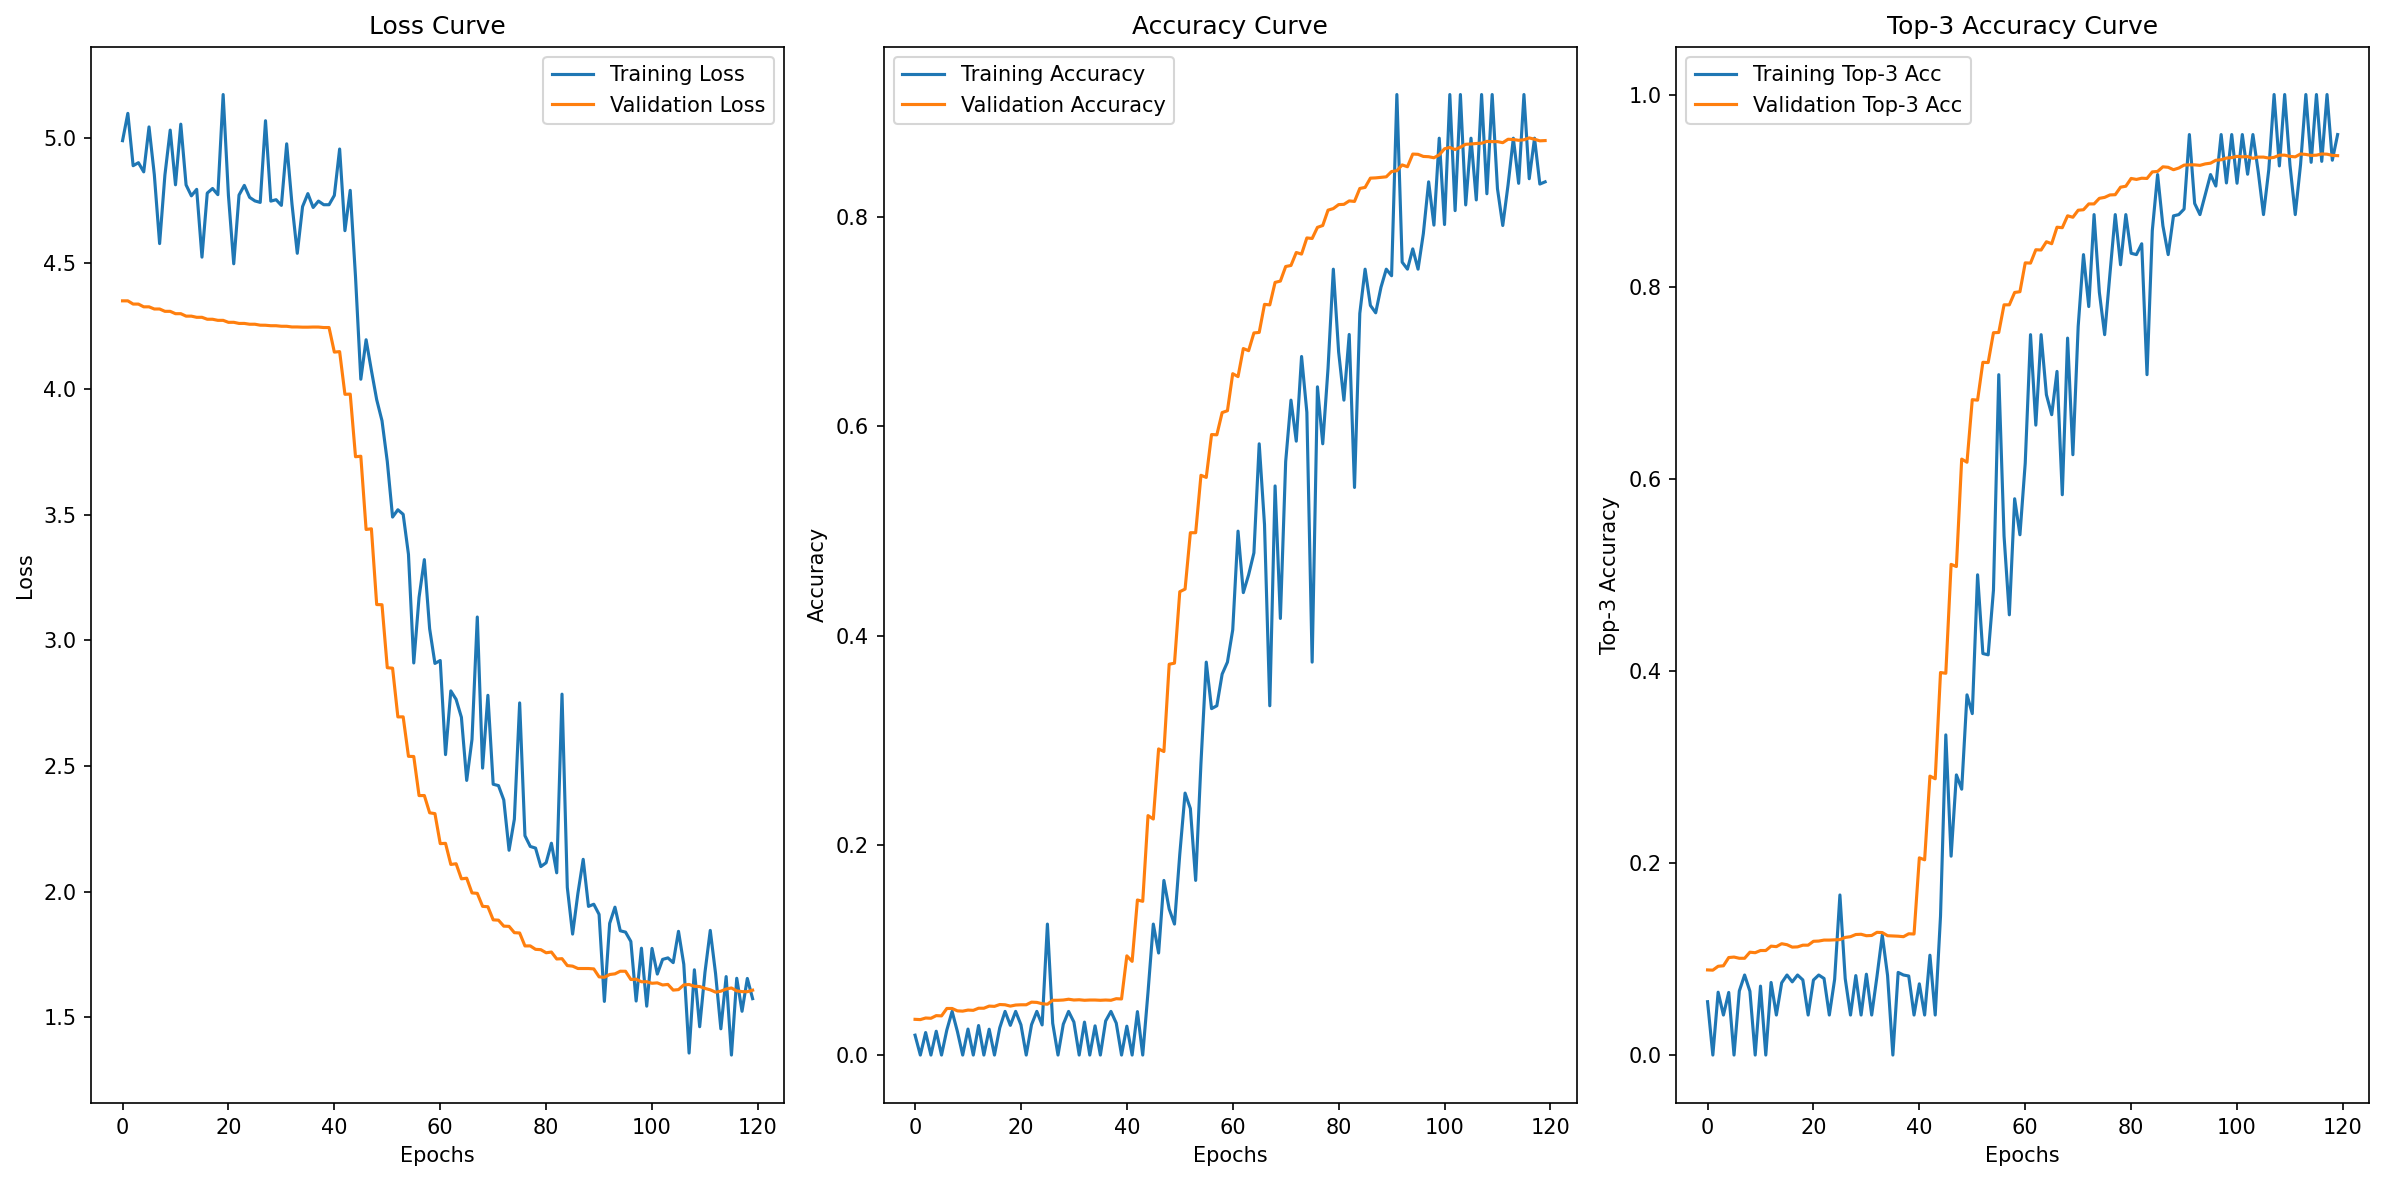 Loss Curve
Training Loss
Validation Loss
5.0
4.5
4.0
3.5
3.0
2.5
2.0
1.5
Loss
0 20 40 60 80 100 120
Epochs
Accuracy Curve
Training Accuracy
Validation Accuracy
0.8
0.6
0.4
0.2
0.0
Accuracy
0 20 40 60 80 100 120
Epochs
Top-3 Accuracy Curve
Training Top-3 Acc
Validation Top-3 Acc
1.0
0.8
0.6
0.4
0.2
0.0
Top-3 Accuracy
0 20 40 60 80 100 120
Epochs